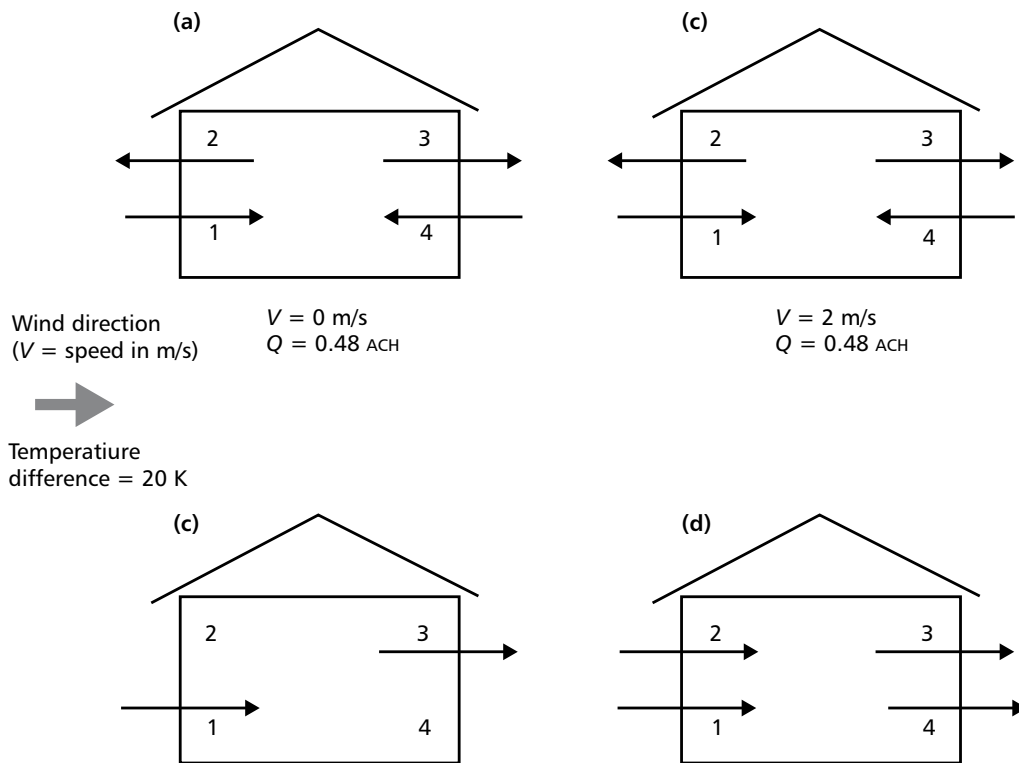 (a)
2 3
1 4
V = 0 m/s
Q = 0.48 ACH
(c)
2 3
1 4
V = 2 m/s
Q = 0.48 ACH
Wind direction
(V = speed in m/s)
Temperatiure
difference = 20 K
(c)
2 3
1 4
(d)
2 3
1 4